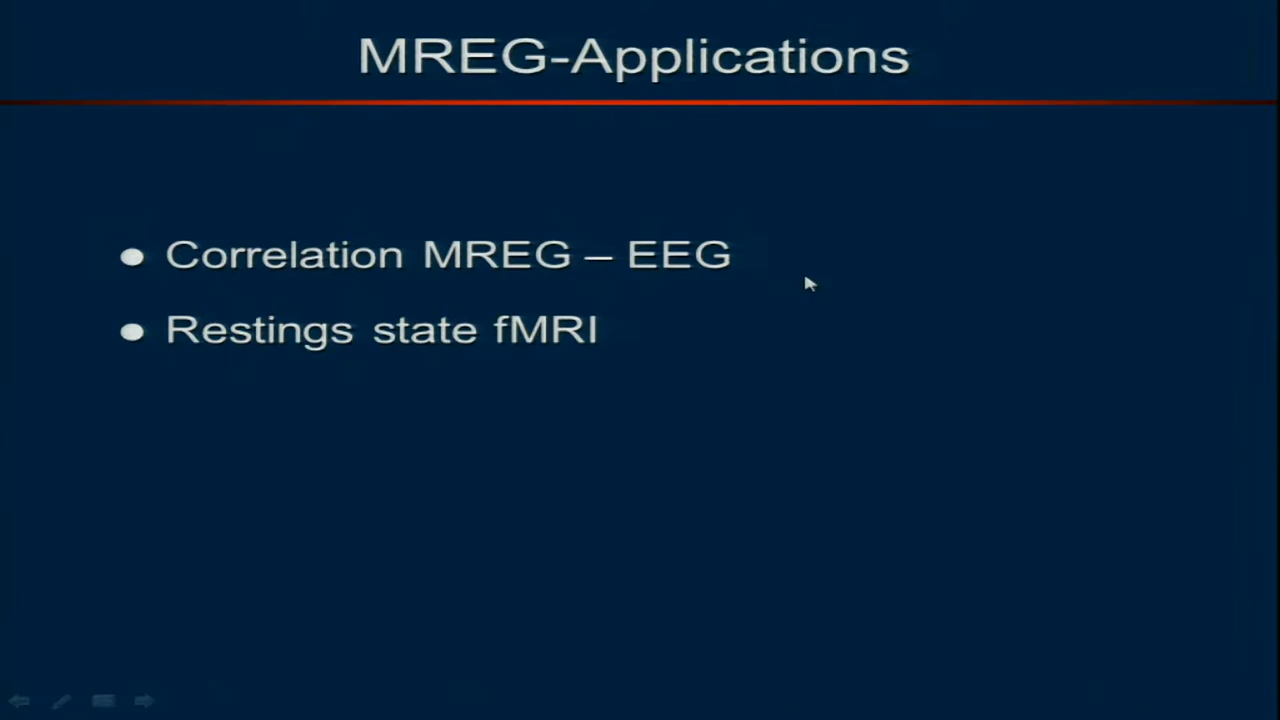 MREG-Applications
● Correlation MREG – EEG
● Restings state fMRI